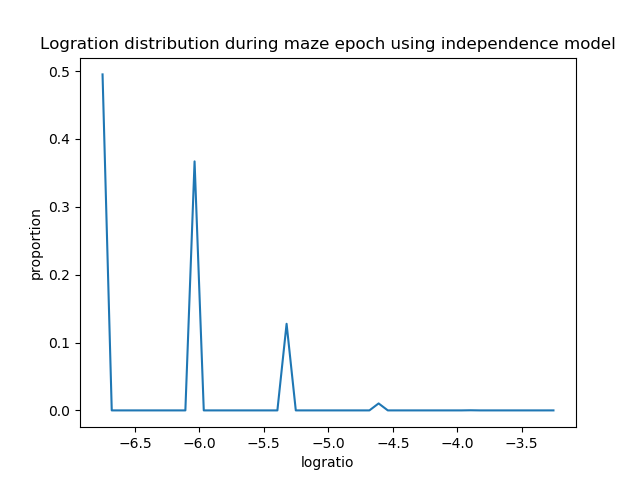 Logration distribution during maze epoch using independence model
0.5
0.4
0.3
0.2
0.1
0.0
proportion
−6.5 −6.0 −5.5 −5.0 −4.5 −4.0 −3.5
logratio